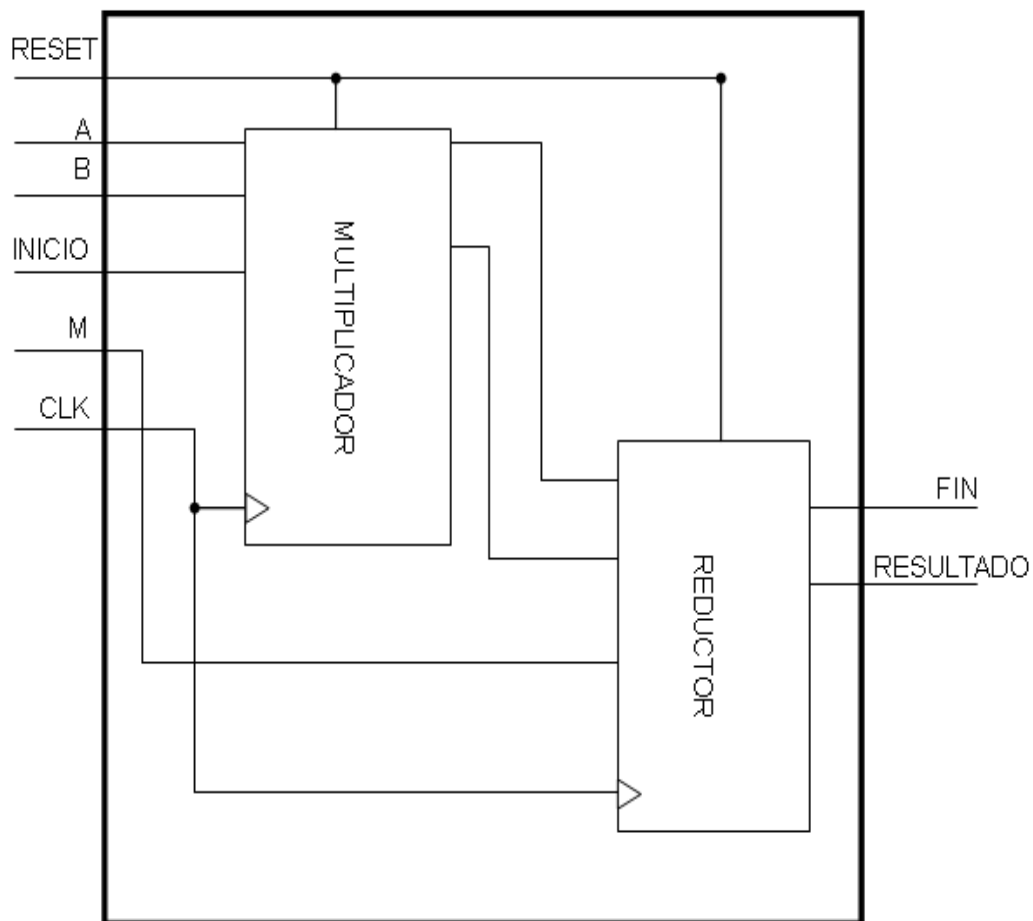 RESET
A
B
INICIO
M
CLK
MULTIPLICADOR
REDUCTOR
FIN
RESULTADO